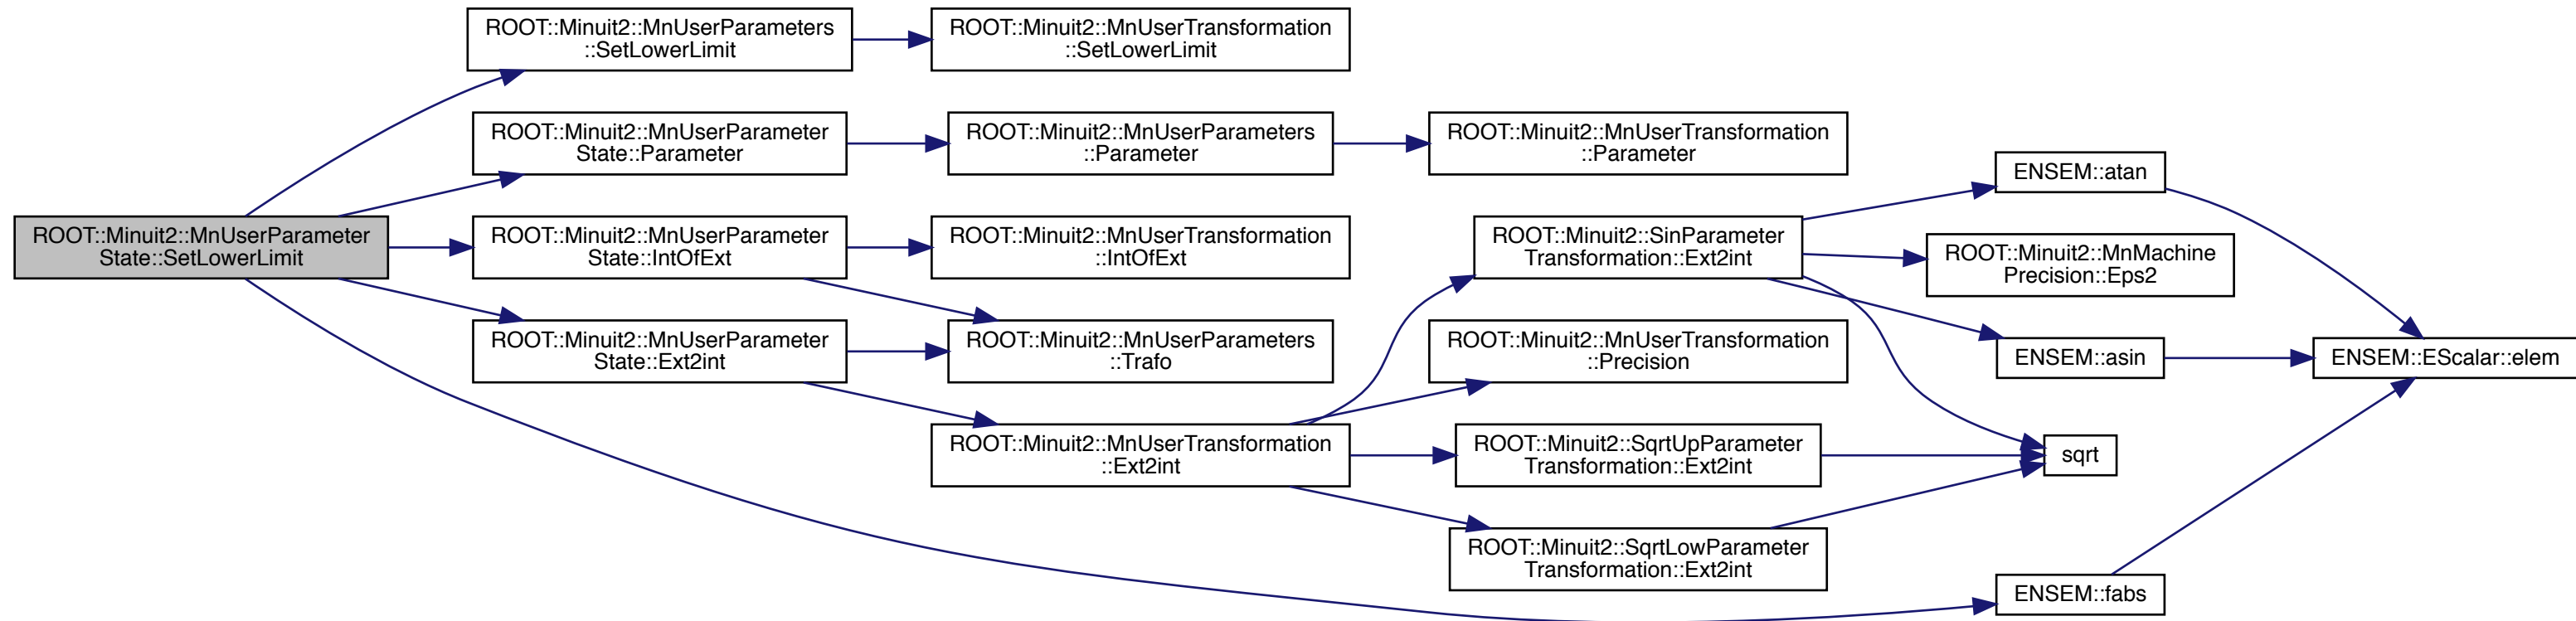 ROOT::Minuit2::MnUserParameter
State::SetLowerLimit
ROOT::Minuit2::MnUserParameters
::SetLowerLimit
ROOT::Minuit2::MnUserTransformation
::SetLowerLimit
ROOT::Minuit2::MnUserParameter
State::Parameter
ROOT::Minuit2::MnUserParameters
::Parameter
ROOT::Minuit2::MnUserTransformation
::Parameter
ROOT::Minuit2::MnUserParameter
State::IntOfExt
ROOT::Minuit2::MnUserTransformation
::IntOfExt
ROOT::Minuit2::MnUserParameter
State::Ext2int
ROOT::Minuit2::MnUserParameters
::Trafo
ROOT::Minuit2::MnUserTransformation
::Ext2int
ROOT::Minuit2::SinParameter
Transformation::Ext2int
ROOT::Minuit2::MnUserTransformation
::Precision
ROOT::Minuit2::SqrtUpParameter
Transformation::Ext2int
ROOT::Minuit2::SqrtLowParameter
Transformation::Ext2int
ENSEM::atan
ROOT::Minuit2::MnMachine
Precision::Eps2
ENSEM::asin
sqrt
ENSEM::fabs
ENSEM::EScalar::elem